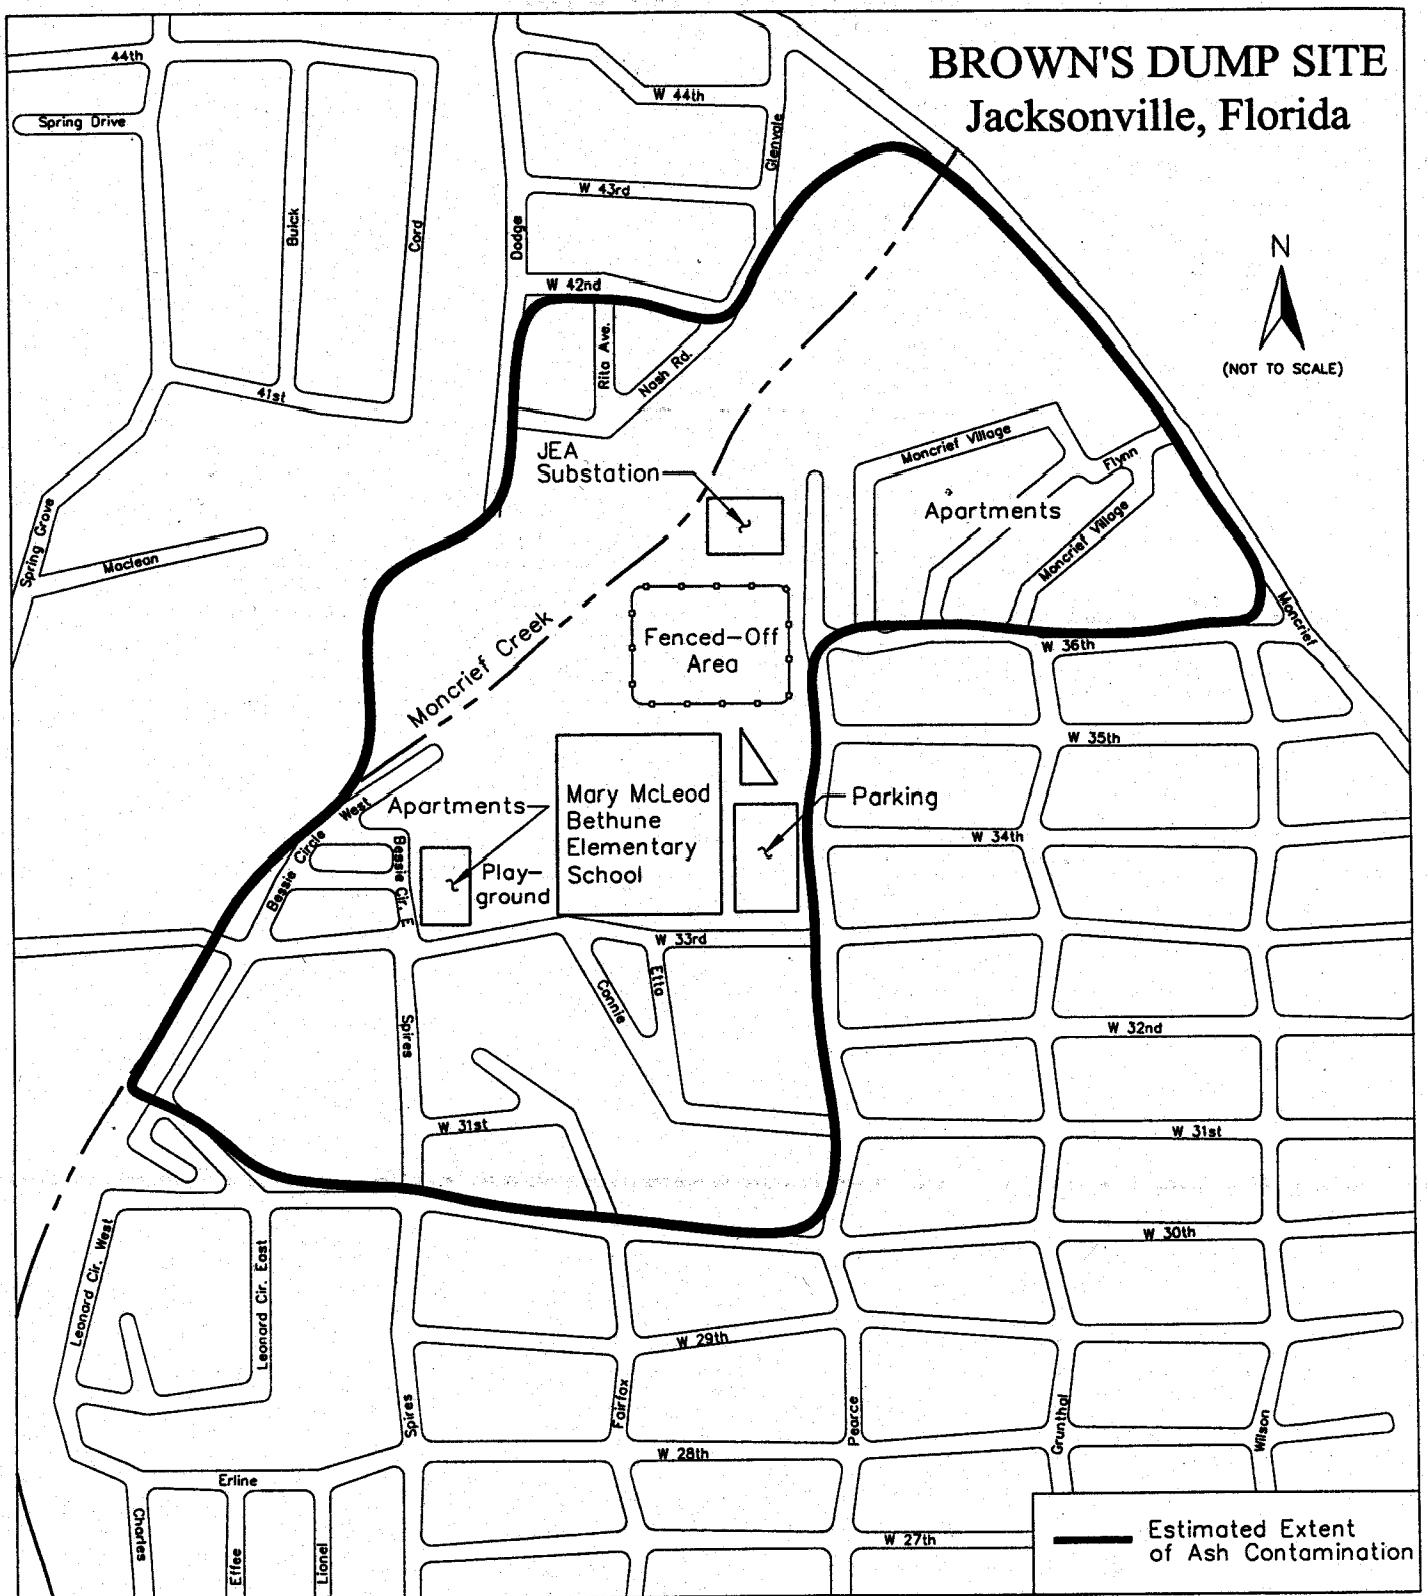 BROWN'S DUMP SITE
Jacksonville, Florida
44th
Spring Drive
W 44th
Glenvale
W 43rd
Buick
Cord
Dodge
N
(NOT TO SCALE)
W 42nd
Rita Ave.
Nash Rd.
41st
JEA
Substation
Moncrief Village
Flynn
Apartments
Moncrief Village
Spring Grove
Maclean
Moncrief
Moncrief Creek
Fenced-Off
Area
W 36th
W 35th
Bessie Circle West
Apartments
Mary McLeod
Bethune
Elementary
School
Parking
Bessie Cir. E
Play-
ground
W 34th
W 33rd
Etta
Connie
Spires
W 32nd
W 31st
W 31st
W 30th
Leonard Cir. West
Leonard Cir. East
W 29th
Spires
Fairfax
Pearce
Grunthal
Wilson
W 28th
Erline
Charles
Effee
Lionel
W 27th
Estimated Extent
of Ash Contamination